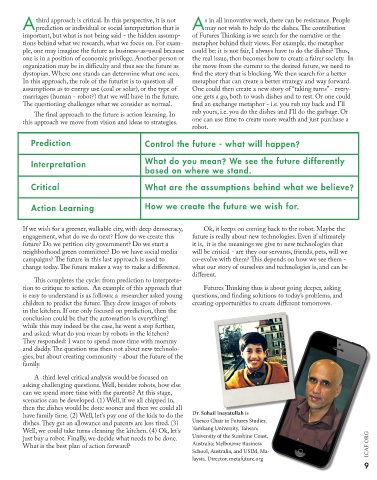 A third approach is critical. In this perspective, it is not
prediction or individual or social interpretation that is
important, but what is not being said - the hidden assump-
tions behind what we research, what we focus on. For exam-
ple, one may imagine the future as business-as-usual because
one is in a position of economic privilege. Another person or
organization may be in difficulty and thus see the future as
dystopian. Where one stands can determine what one sees.
In this approach, the role of the futurist is to question all
assumptions as to energy use (coal or solar), or the type of
marriages (human - robot?) that we will have in the future.
The questioning challenges what we consider as normal.
The final approach to the future is action learning. In
this approach we move from vision and ideas to strategies.
As in all innovative work, there can be resistance. People
may not wish to help do the dishes. The contribution
of Futures Thinking is we search for the narrative or the
metaphor behind their views. For example, the metaphor
could be: it is not fair, I always have to do the dishes? Thus,
the real issue, then becomes how to create a fairer society. In
the move from the current to the desired future, we need to
find the story that is blocking. We then search for a better
metaphor that can create a better strategy and way forward.
One could then create a new story of "taking turns" - every-
one gets a go, both to wash dishes and to rest. Or one could
find an exchange metaphor - i.e. you rub my back and I'll
rub yours, i.e. you do the dishes and I'll do the garbage. Or
one can use time to create more wealth and just purchase a
robot.
Prediction
Control the future - what will happen?
Interpretation
What do you mean? We see the future differently
based on where we stand.
Critical
What are the assumptions behind what we believe?
Action Learning
How we create the future we wish for.
If we wish for a greener, walkable city, with deep democracy,
engagement, what do we do next? How do we create this
future? Do we petition city government? Do we start a
neighborhood green committee? Do we have social media
campaigns? The future in this last approach is used to
change today. The future makes a way to make a difference.
This completes the cycle: from prediction to interpreta-
tion to critique to action. An example of this approach that
is easy to understand is as follows: a researcher asked young
children to predict the future. They drew images of robots
in the kitchen. If one only focused on prediction, then the
conclusion could be that the automation is everything!
while this may indeed be the case, he went a step further,
and asked: what do you mean by robots in the kitchen?
They responded: I want to spend more time with mommy
and daddy. The question was then not about new technolo-
gies, but about creating community - about the future of the
family.
A third level critical analysis would be focused on
asking challenging questions. Well, besides robots, how else
can we spend more time with the parents? At this stage,
scenarios can be developed. (1) Well, if we all chipped in,
then the dishes would be done sooner and then we could all
have family time. (2) Well, let's pay one of the kids to do the
dishes. They get an allowance and parents are less tired. (3)
Well, we could take turns cleaning the kitchen. (4) Ok, let's
just buy a robot. Finally, we decide what needs to be done.
What is the best plan of action forward?
Ok, it keeps on coming back to the robot. Maybe the
future is really about new technologies. Even if ultimately
it is, it is the meanings we give to new technologies that
will be critical - are they our servants, friends, pets, will we
co-evolve with them? This depends on how we see them -
what our story of ourselves and technologies is, and can be
different.
Futures Thinking thus is about going deeper, asking
questions, and finding solutions to today's problems, and
creating opportunities to create different tomorrows.
Dr. Sohail Inayatullah is
Unesco Chair in Futures Studies.
Tamkang University, Taiwan;
University of the Sunshine Coast,
Australia; Melbourne Business
School, Australia, and USIM, Ma-
laysia. Director, metafuture.org
ICAF.ORG
9